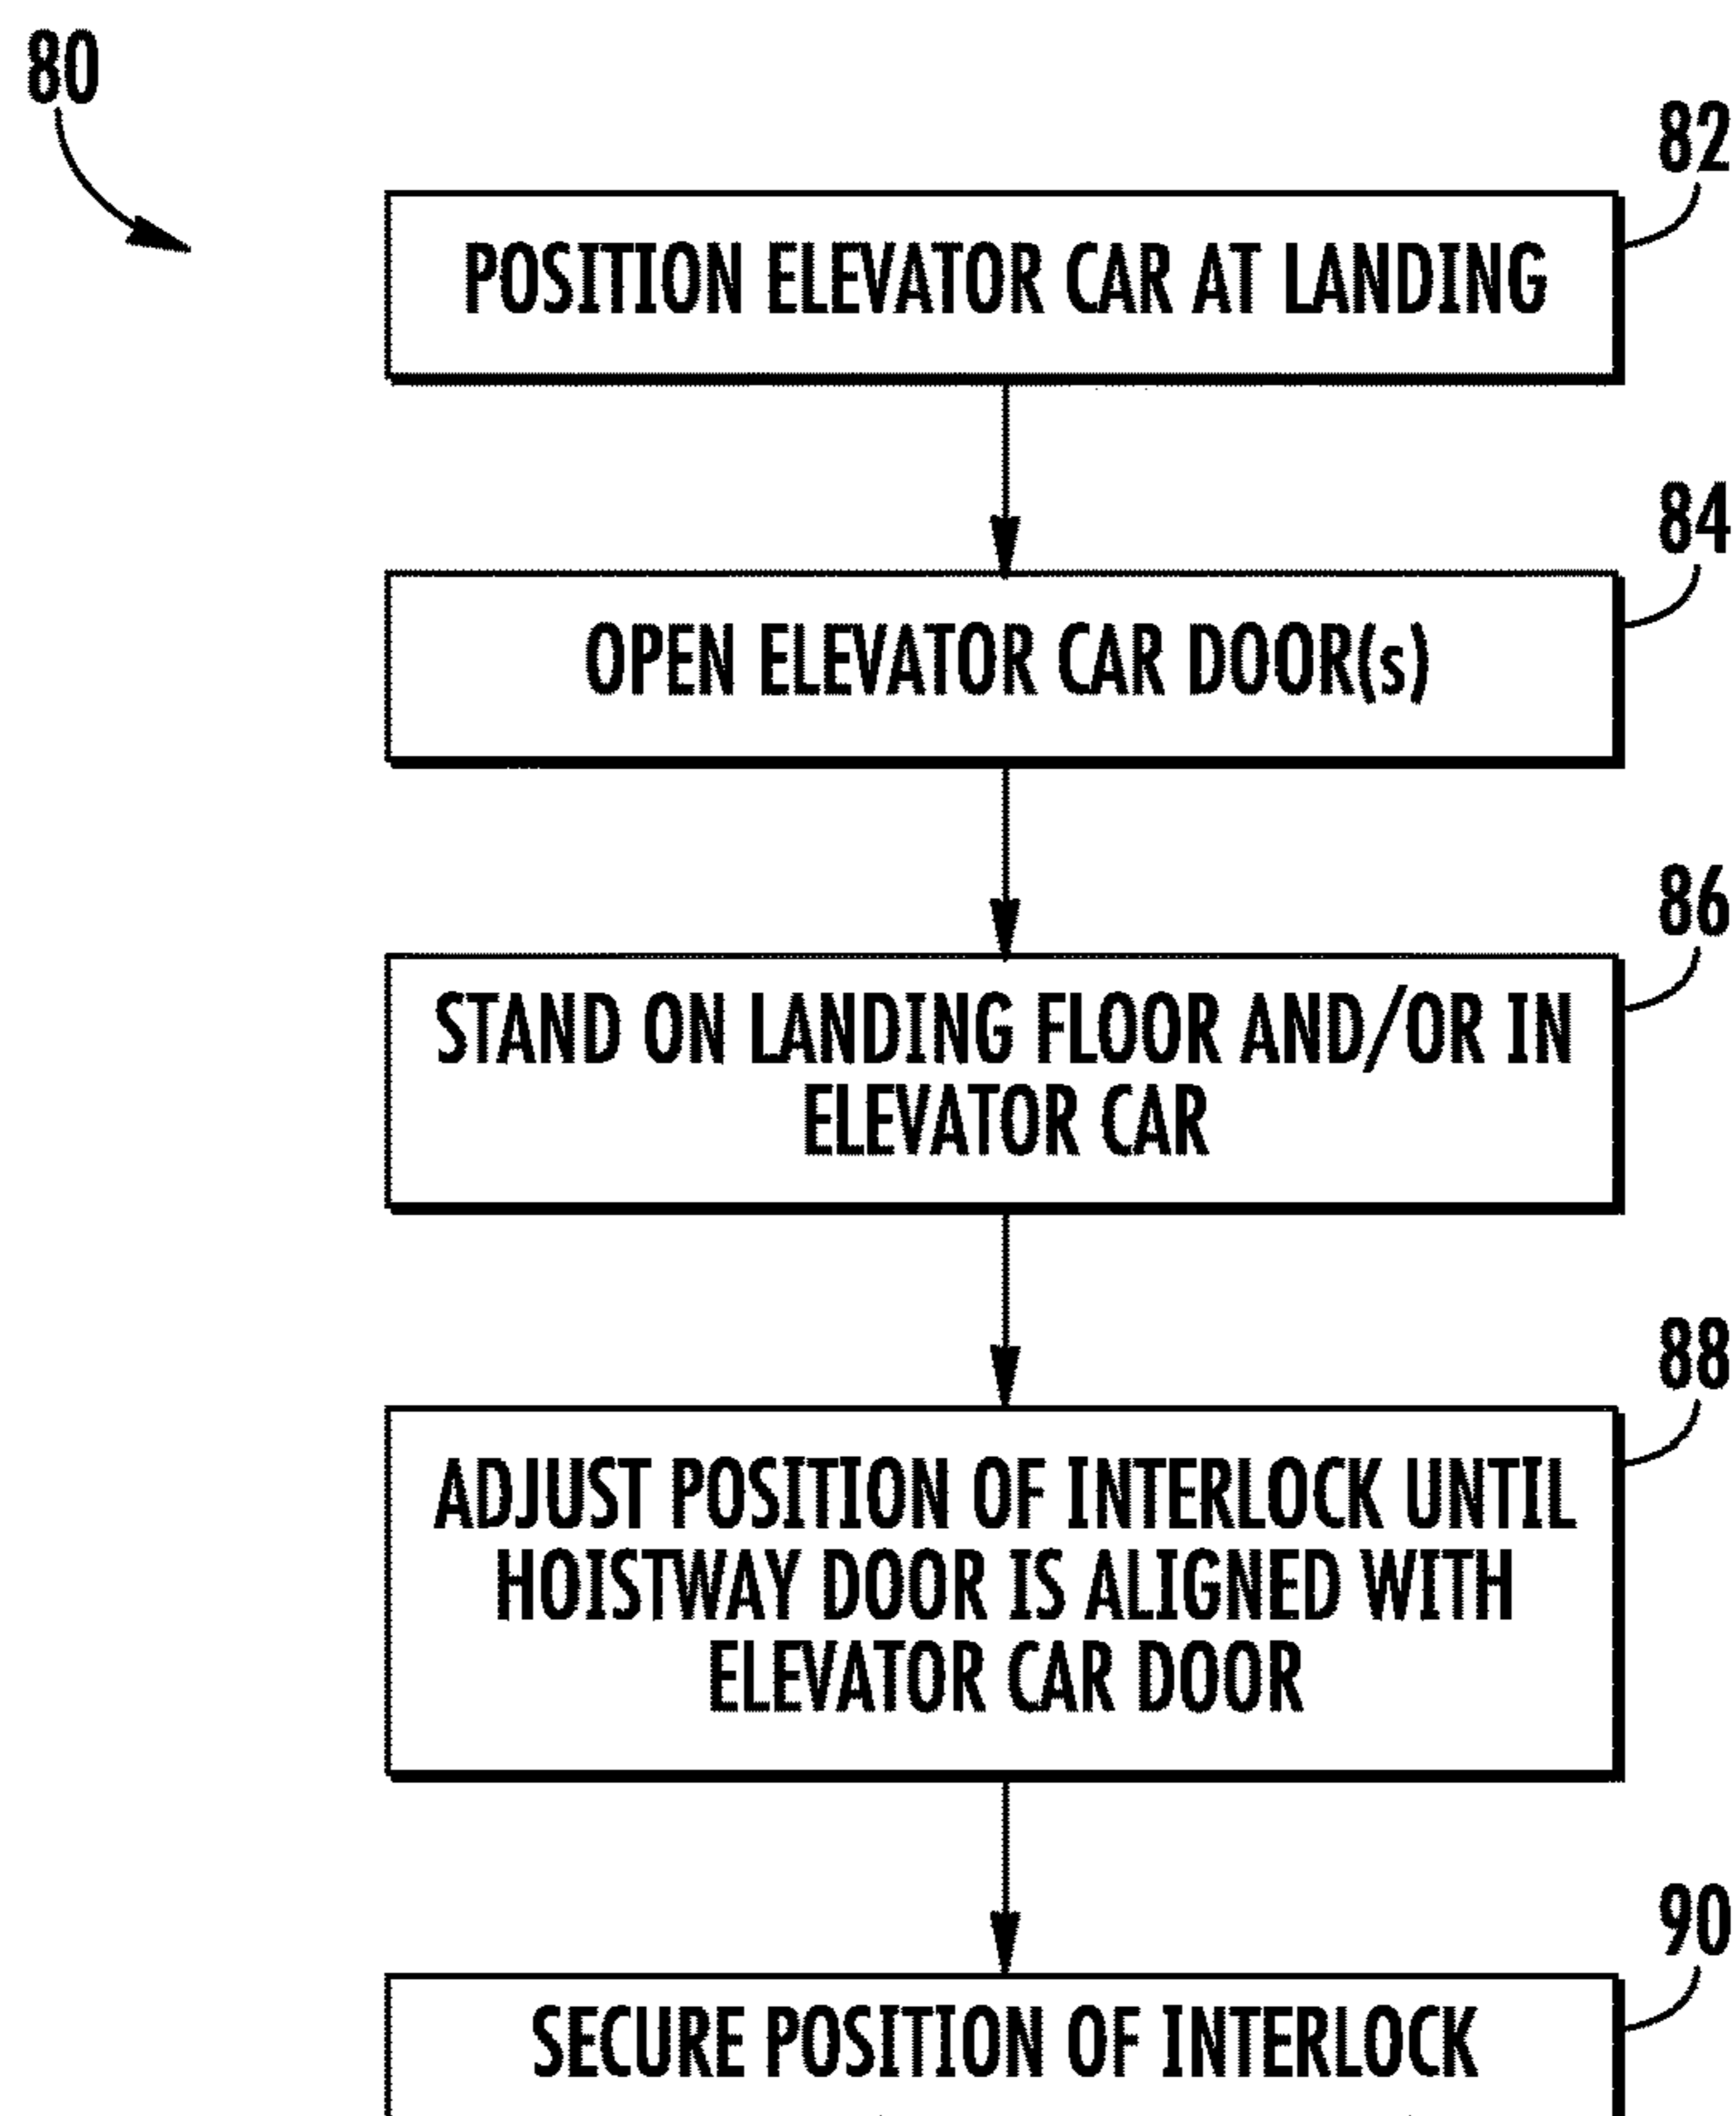 80
82
POSITION ELEVATOR CAR AT LANDING
84
OPEN ELEVATOR CAR DOOR(s)
86
STAND ON LANDING FLOOR AND/OR IN
ELEVATOR CAR
88
ADJUST POSITION OF INTERLOCK UNTIL
HOISTWAY DOOR IS ALIGNED WITH
ELEVATOR CAR DOOR
90
SECURE POSITION OF INTERLOCK